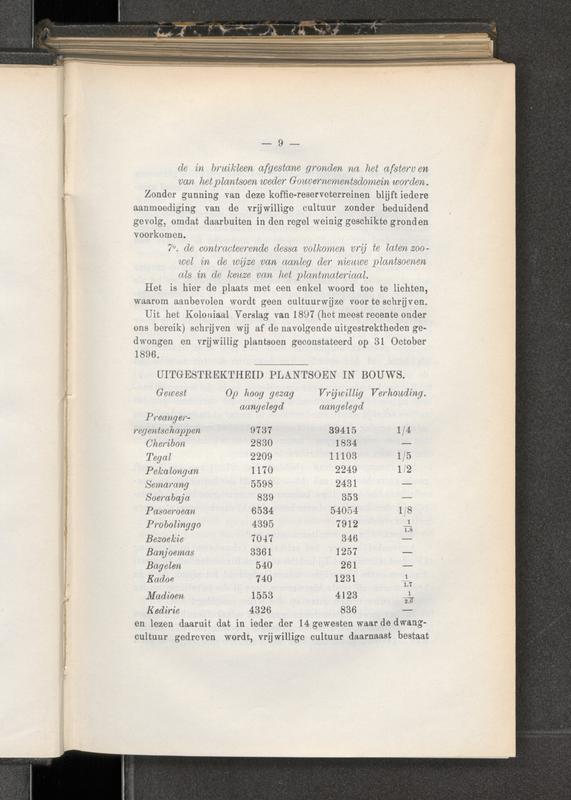 — 9 —
de in bruikleen afgestane gronden na het afsterven
van het plantsoen weder Gouvernementsdomein worden.
Zonder gunning van deze koffie-reserveterreinen blijft iedere
aanmoediging van de vrijwillige cultuur zonder beduidend
gevolg, omdat daarbuiten in den regel weinig geschikte gronden
voorkomen.
7°. de contracteerende dessa volkomen vrij te laten zoo-
wel in de wijze van aanleg der nieuwe plantsoenen
als in de keuze van het plantmateriaal.
Het is hier de plaats met een enkel woord toe te lichten,
waarom aanbevolen wordt geen cultuurwijze voor te schrijven.
Uit het Koloniaal Verslag van 1897 (het meest recente onder
ons bereik) schrijven wij af de navolgende uitgestrektheden ge-
dwongen en vrijwillig plantsoen geconstateerd op 31 October
1896.
UITGESTREKTHEID PLANTSOEN IN BOUWS.
Gewest Op hoog gezag Vrijwillig Verhouding.
aangelegd aangelegd
Preanger-
regentschappen 9737 39415 1/4
Cheribon 2830 1834 —
Tegal 2209 11103 1/5
Pekalongan 1170 2249 1/2
Semarang 5598 2431 —
Soerabaja 839 353 —
Pasoeroean 6534 54054 1/8
Probolinggo 4395 7912 1/1.8
Bezoekie 7047 346 —
Banjoemas 3361 1257 —
Bagelen 540 261 —
Kadoe 740 1231 1/1.7
Madioen 1553 4123 1/2.6
Kedirie 4326 836 —
en lezen daaruit dat in ieder der 14 gewesten waar de dwang-
cultuur gedreven wordt, vrijwillige cultuur daarnaast bestaat